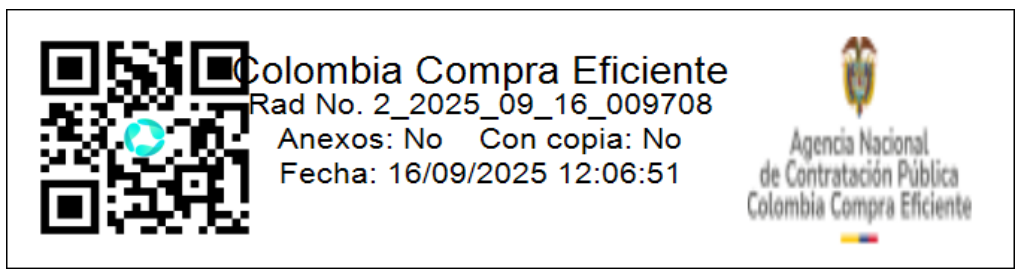 Colombia Compra Eficiente
Rad No. 2_2025_09_16_009708
Anexos: No    Con copia: No
Fecha: 16/09/2025 12:06:51
Agencia Nacional
de Contratación Pública
Colombia Compra Eficiente